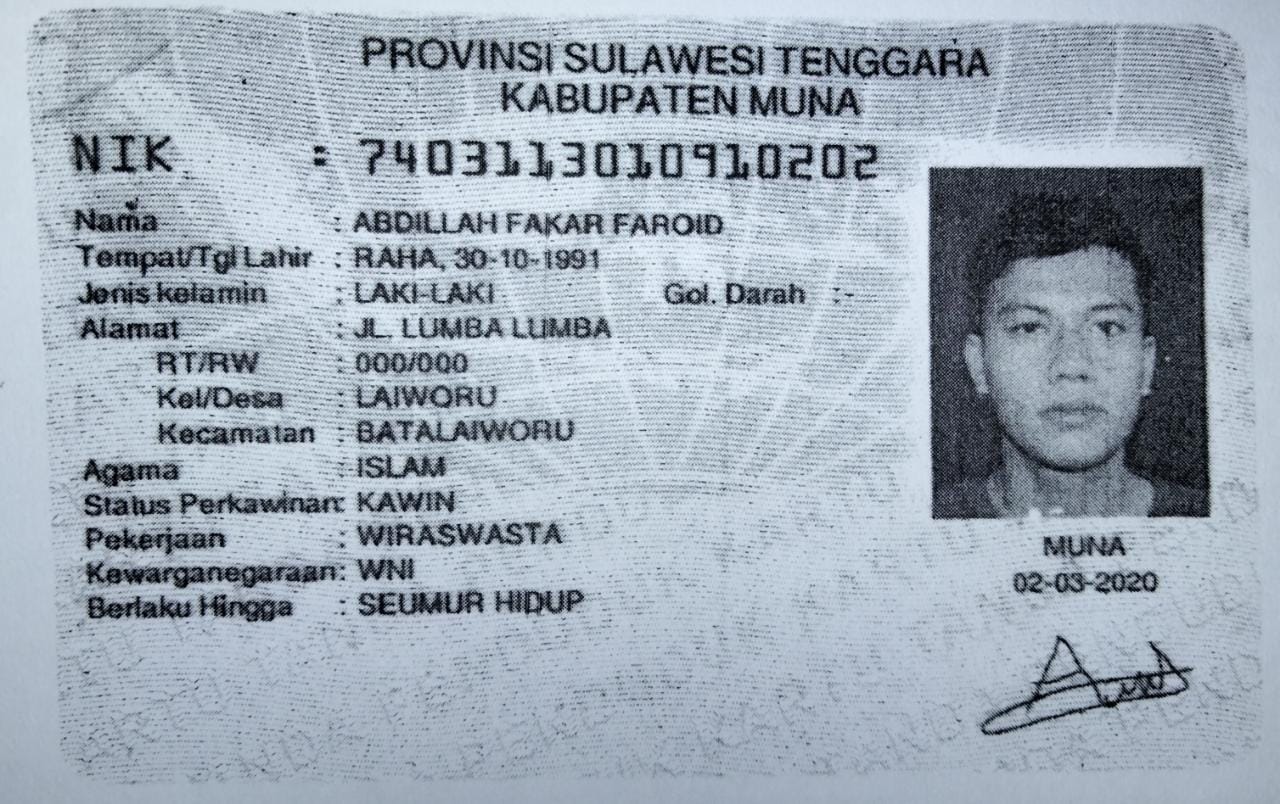 PROVINSI SULAWESI TENGGARA
KABUPATEN MUNA
NIK : 7403113010910202
Nama : ABDILLAH FAKAR FAROID
Tempat/Tgl Lahir : RAHA, 30-10-1991
Jenis kelamin : LAKI-LAKI Gol. Darah : -
Alamat : JL. LUMBA LUMBA
RT/RW : 000/000
Kel/Desa : LAIWORU
Kecamatan : BATALAIWORU
Agama : ISLAM
Status Perkawinan: KAWIN
Pekerjaan : WIRASWASTA
Kewarganegaraan: WNI
Berlaku Hingga : SEUMUR HIDUP
MUNA
02-03-2020